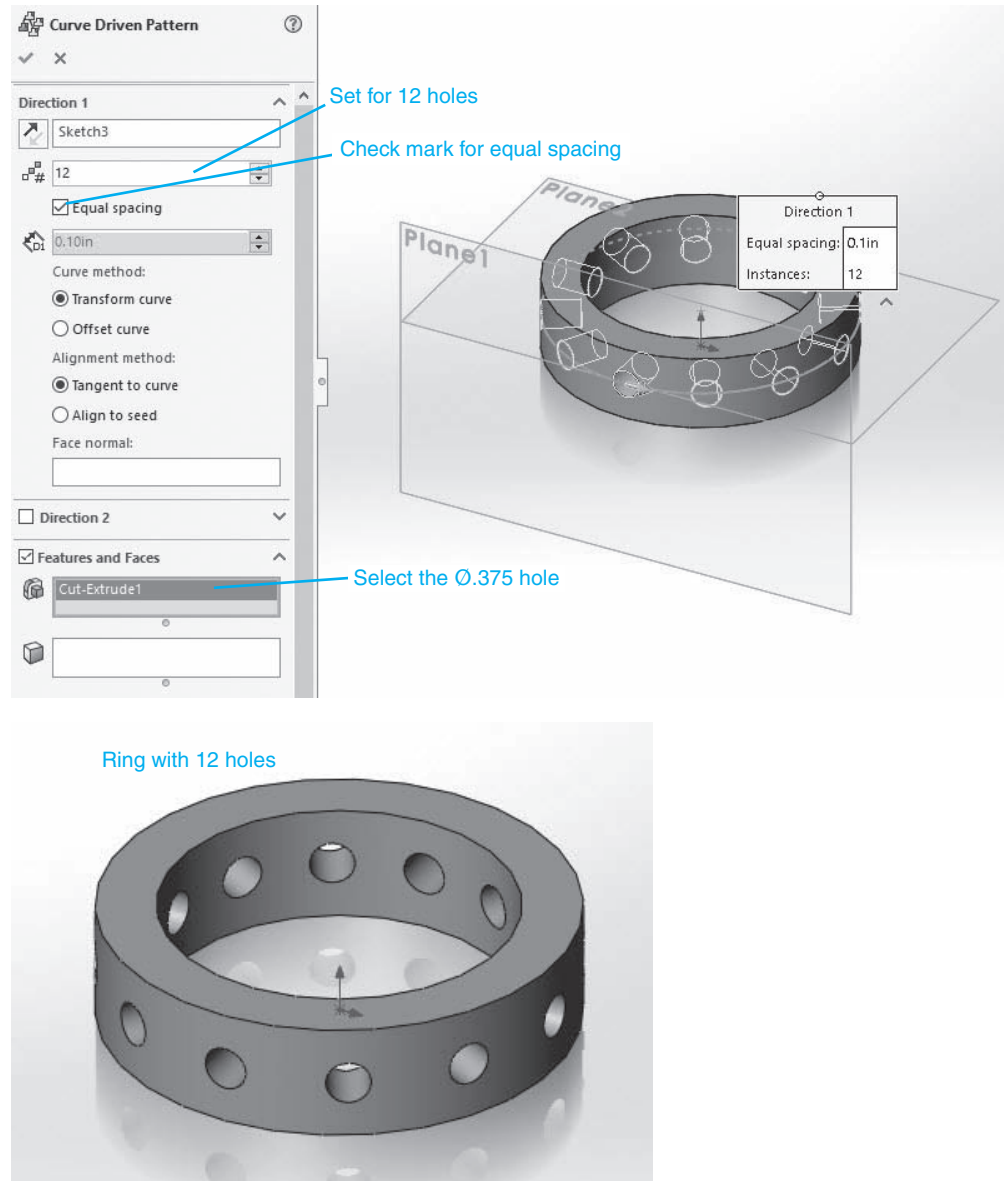 Curve Driven Pattern
Direction 1
Set for 12 holes
Sketch3
Check mark for equal spacing
12
Equal spacing
D1
0.10in
Curve method:
Transform curve
Offset curve
Alignment method:
Tangent to curve
Align to seed
Face normal:
Direction 2
Features and Faces
Cut-Extrude1
Select the Ø.375 hole
Plane2
Plane1
Direction 1
Equal spacing: 0.1in
Instances: 12
Ring with 12 holes